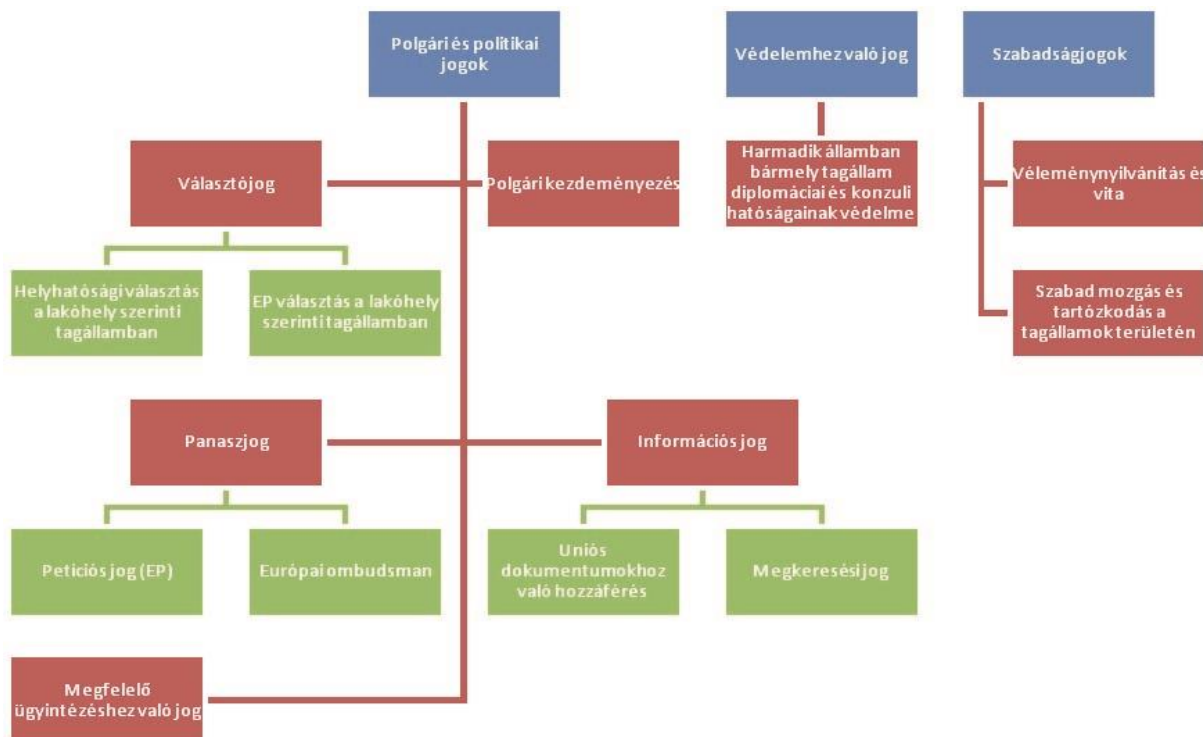 Polgári és politikai
jogok
Védelemhez való jog
Szabadságjogok
Választójog
Polgári kezdeményezés
Harmadik államban
bármely tagállam
diplomáciai és konzuli
hatóságainak védelme
Véleménynyilvánítás és
vita
Helyhatósági választás
a lakóhely szerinti
tagállamban
EP választás a lakóhely
szerinti tagállamban
Szabad mozgás és
tartózkodás a
tagállamok területén
Panaszjog
Információs jog
Petíciós jog (EP)
Európai ombudsman
Uniós
dokumentumokhoz
való hozzáférés
Megkeresési jog
Megfelelő
ügyintézéshez való jog